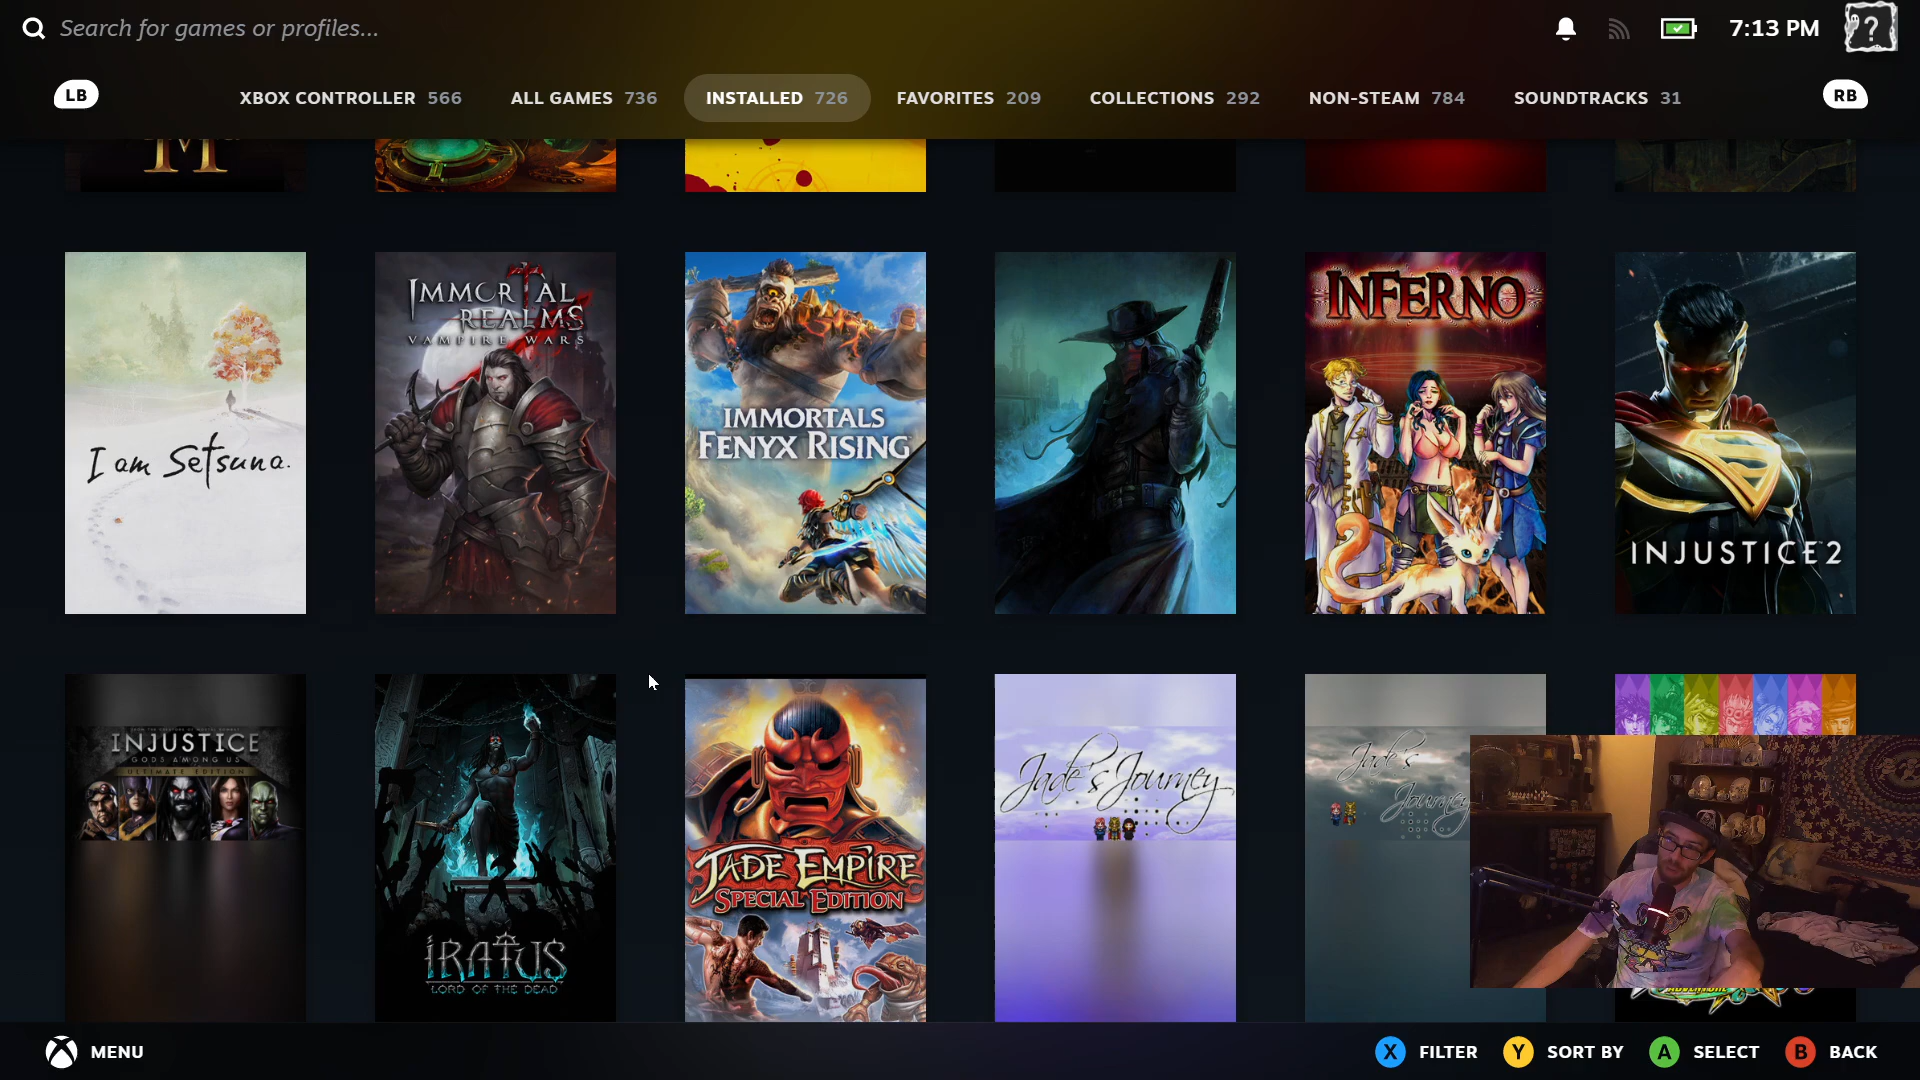 Search for games or profiles...
7:13 PM
?
LB
XBOX CONTROLLER 566
ALL GAMES 736
INSTALLED 726
FAVORITES 209
COLLECTIONS 292
NON-STEAM 784
SOUNDTRACKS 31
RB
M
I am Setsuna.
IMMORTAL
REALMS
VAMPIRE WARS
IMMORTALS
FENYX RISING
INFERNO
INJUSTICE 2
INJUSTICE
GODS AMONG US
ULTIMATE EDITION
IRATUS
LORD OF THE DEAD
JADE EMPIRE
SPECIAL EDITION
Jade's Journey
Jade's
Journey
ADVENTURE
MENU
X FILTER
Y SORT BY
A SELECT
B BACK